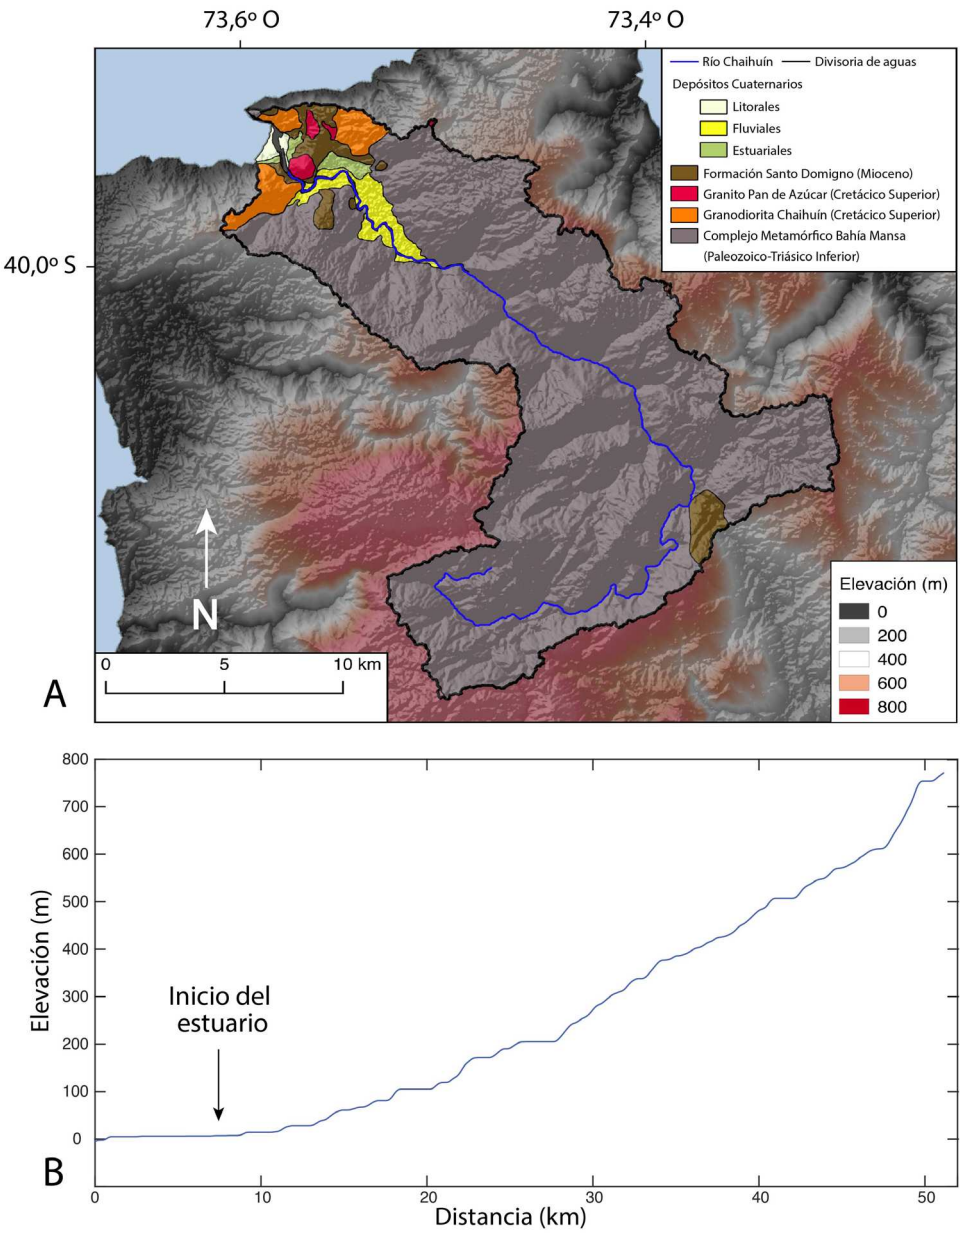 73,6º O
73,4º O
40,0º S
Río Chaihuín
Divisoria de aguas
Depósitos Cuaternarios
Litorales
Fluviales
Estuariales
Formación Santo Domigno (Mioceno)
Granito Pan de Azúcar (Cretácico Superior)
Granodiorita Chaihuín (Cretácico Superior)
Complejo Metamórfico Bahía Mansa
(Paleozoico-Triásico Inferior)
N
0 5 10 km
A
Elevación (m)
0
200
400
600
800
800
700
600
500
400
300
200
100
0
Elevación (m)
Inicio del
estuario
B
0 10 20 30 40 50
Distancia (km)